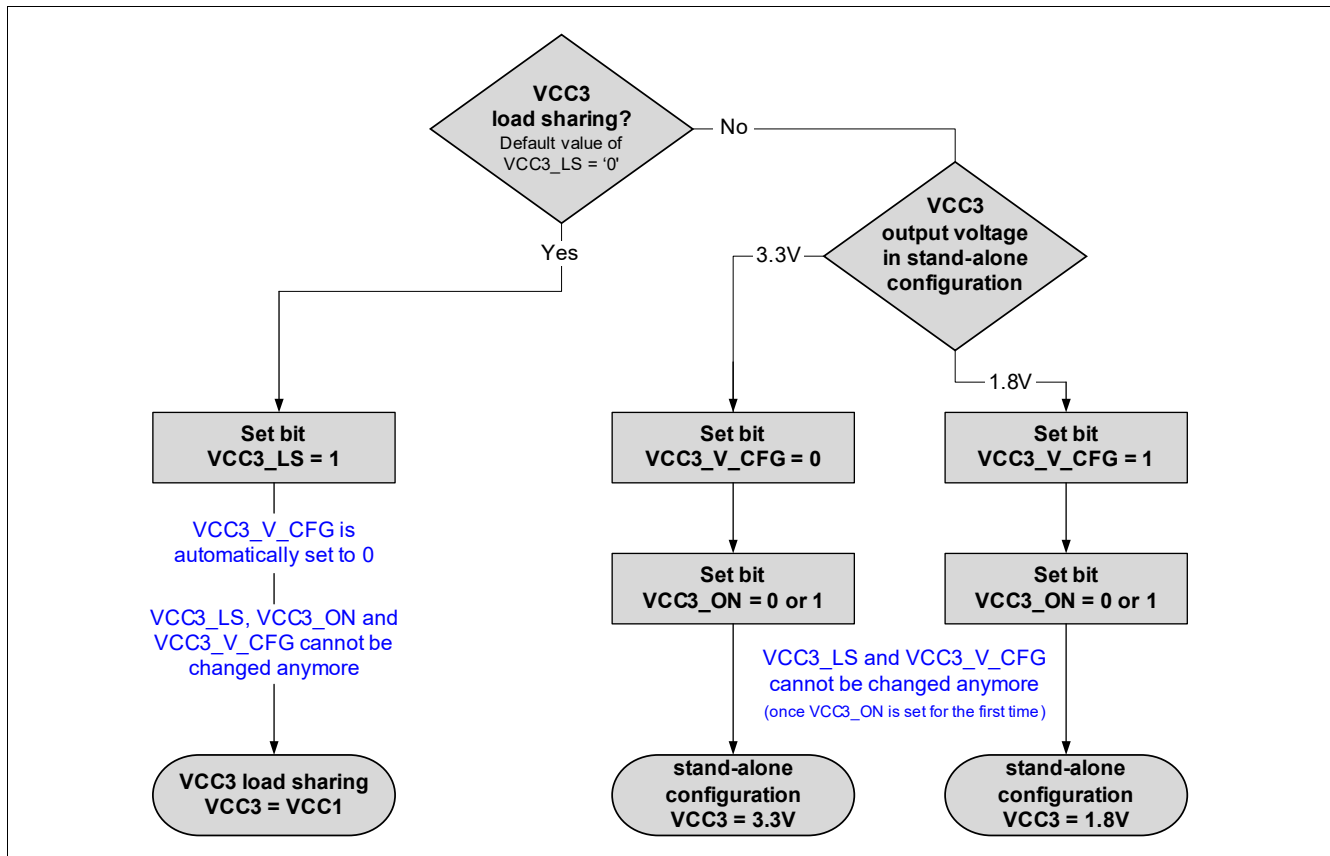 VCC3
load sharing?
Default value of
VCC3_LS = ‘0'
No
Yes
VCC3
output voltage
in stand-alone
configuration
3.3V
1.8V
Set bit
VCC3_LS = 1
VCC3_V_CFG is
automatically set to 0
VCC3_LS, VCC3_ON and
VCC3_V_CFG cannot be
changed anymore
VCC3 load sharing
VCC3 = VCC1
Set bit
VCC3_V_CFG = 0
Set bit
VCC3_ON = 0 or 1
Set bit
VCC3_V_CFG = 1
Set bit
VCC3_ON = 0 or 1
VCC3_LS and VCC3_V_CFG
cannot be changed anymore
(once VCC3_ON is set for the first time)
stand-alone
configuration
VCC3 = 3.3V
stand-alone
configuration
VCC3 = 1.8V